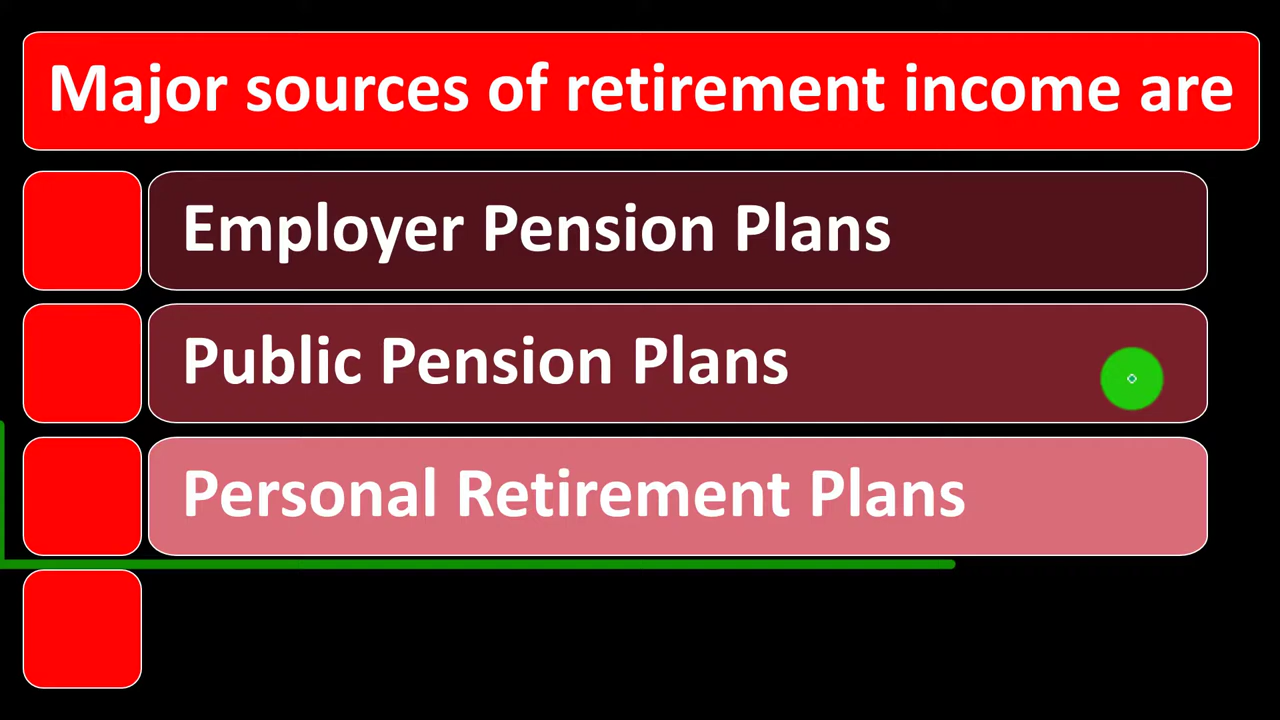 Major sources of retirement income are
Employer Pension Plans
Public Pension Plans
Personal Retirement Plans